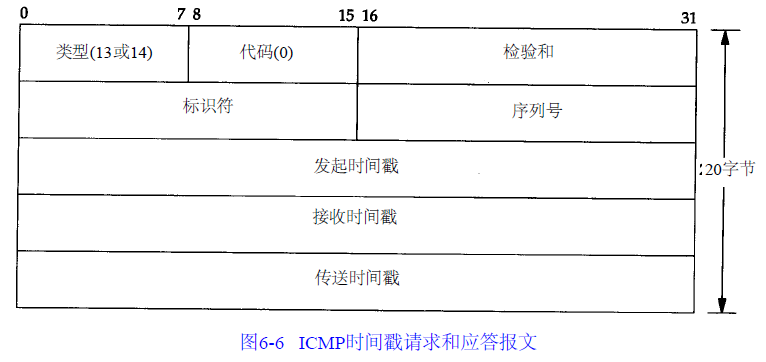 0 7 8 15 16 31
类型(13或14) 代码(0) 检验和
标识符 序列号
发起时间戳
20字节
接收时间戳
传送时间戳
图6-6 ICMP时间戳请求和应答报文